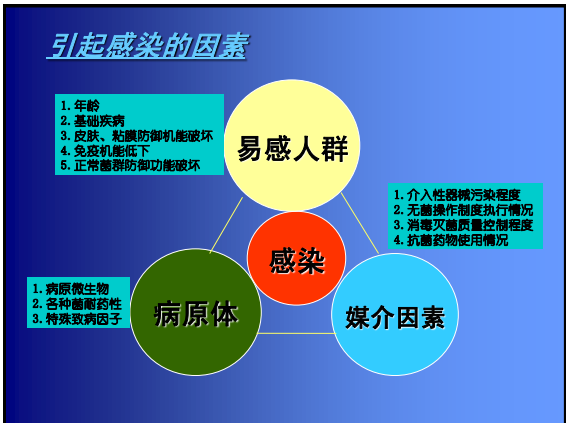 引起感染的因素
1. 年龄
2. 基础疾病
3. 皮肤、粘膜防御机能破坏
4. 免疫机能低下
5. 正常菌群防御功能破坏
易感人群
1. 介入性器械污染程度
2. 无菌操作制度执行情况
3. 消毒灭菌质量控制程度
4. 抗菌药物使用情况
感染
1. 病原微生物
2. 各种菌耐药性
3. 特殊致病因子
病原体
媒介因素